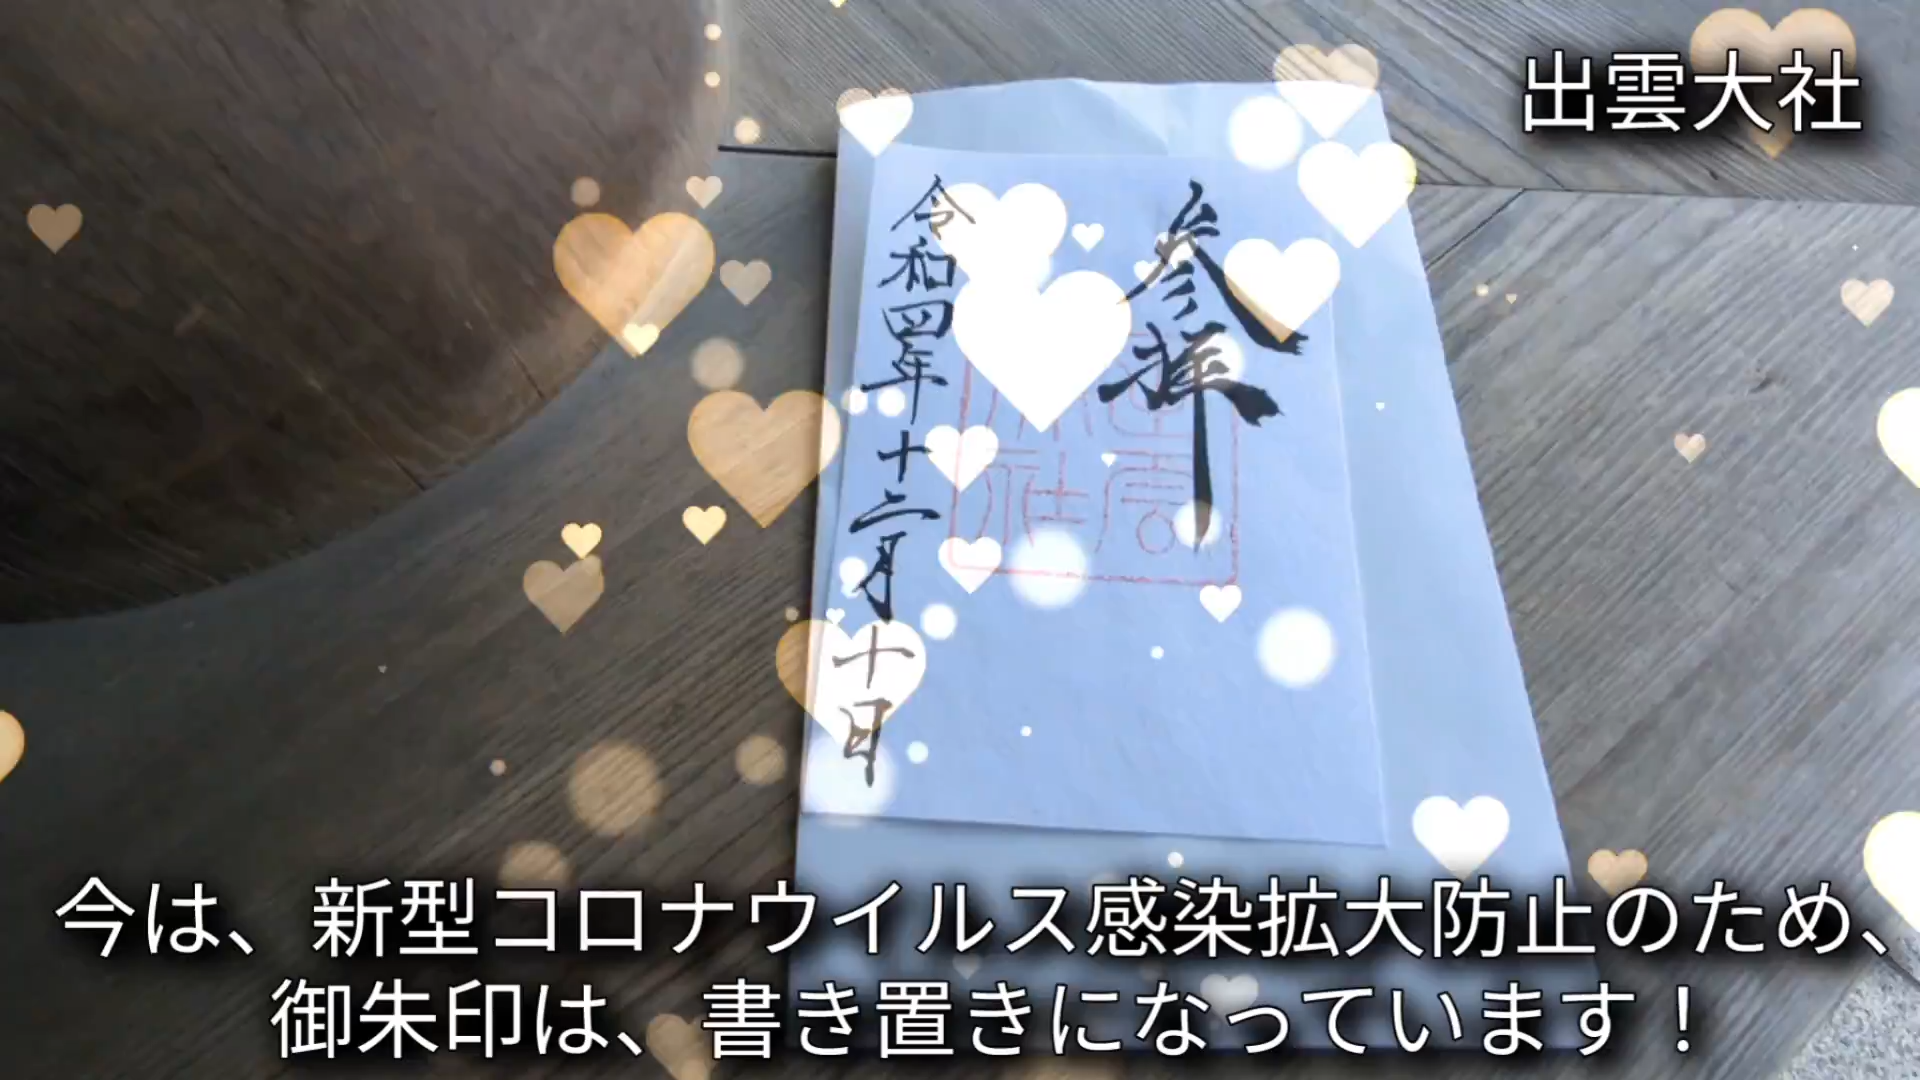 出雲大社
参拝
令和四年十二月十日
今は、新型コロナウイルス感染拡大防止のため、
御朱印は、書き置きになっています！